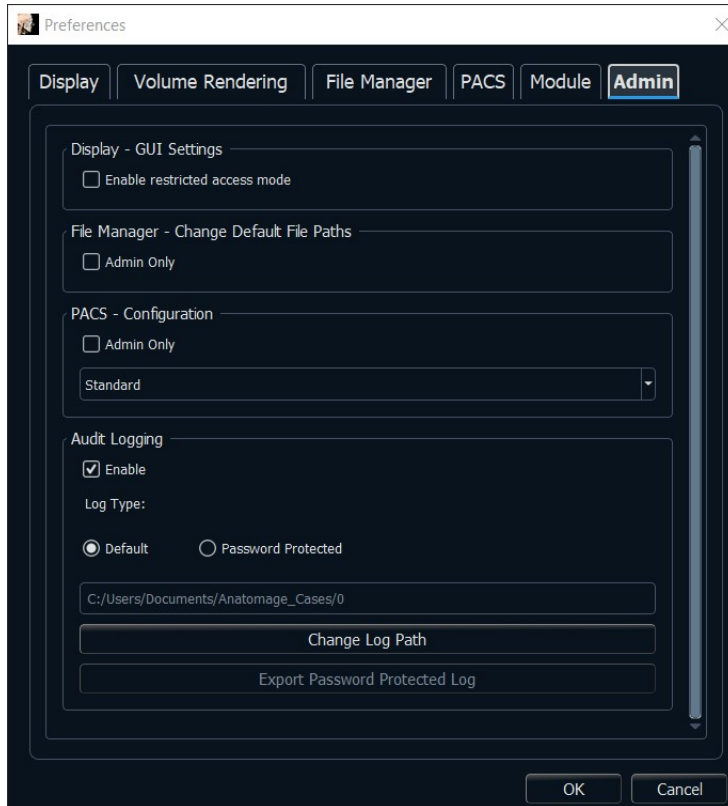 Preferences
Display Volume Rendering File Manager PACS Module Admin
Display - GUI Settings
Enable restricted access mode
File Manager - Change Default File Paths
Admin Only
PACS - Configuration
Admin Only
Standard
Audit Logging
Enable
Log Type:
Default Password Protected
C:/Users/Documents/Anatomage_Cases/0
Change Log Path
Export Password Protected Log
OK Cancel